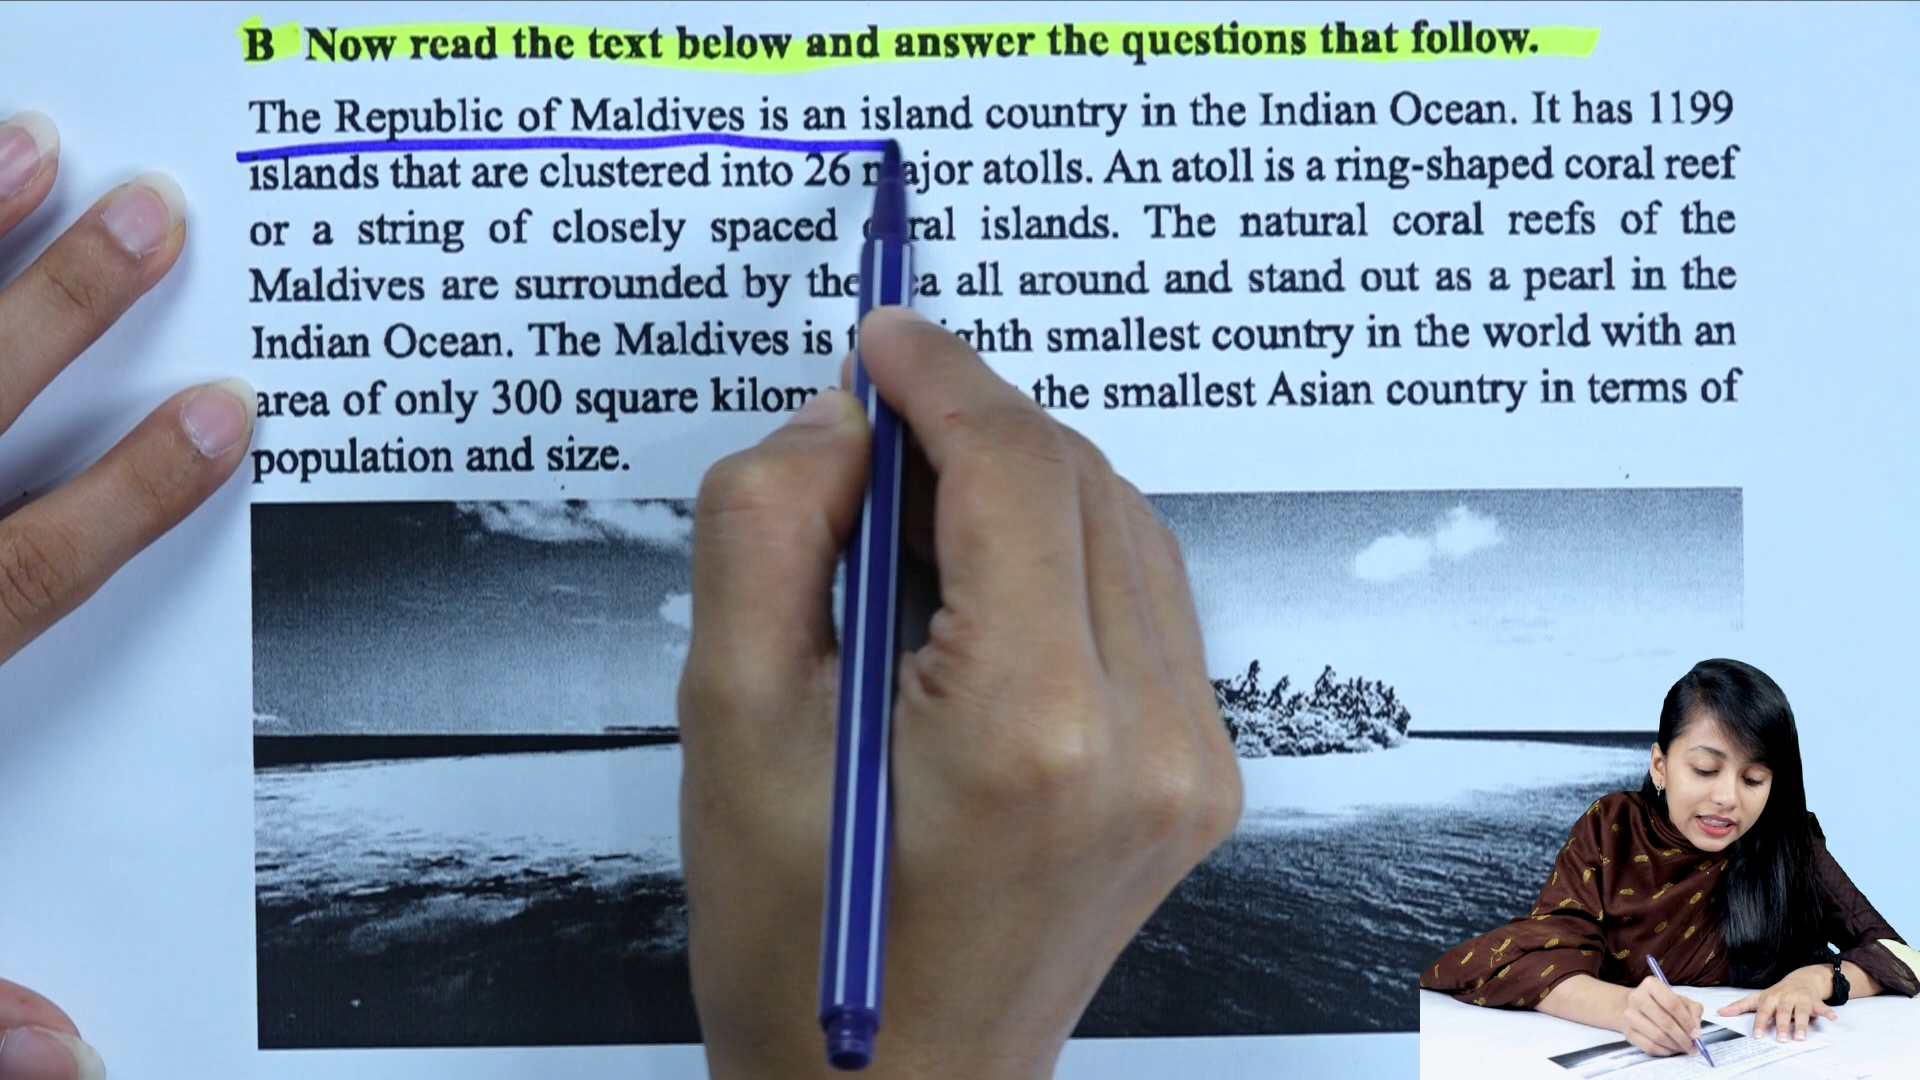 B Now read the text below and answer the questions that follow.
The Republic of Maldives is an island country in the Indian Ocean. It has 1199
islands that are clustered into 26 major atolls. An atoll is a ring-shaped coral reef
or a string of closely spaced coral islands. The natural coral reefs of the
Maldives are surrounded by the sea all around and stand out as a pearl in the
Indian Ocean. The Maldives is smallest country in the world with an
area of only 300 square the smallest Asian country in terms of
population and size.